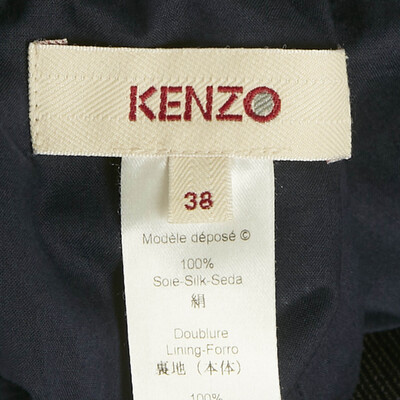 KENZO
38
Modèle déposé ©
100%
Soie-Silk-Seda
絹
Doublure
Lining-Forro
裏地（本体）
100%